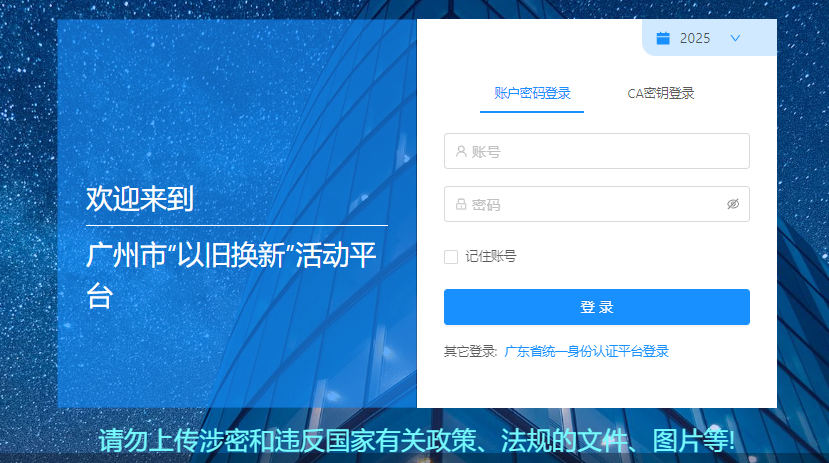 2025
账户密码登录 CA密钥登录
账号
密码
记住账号
登 录
其它登录: 广东省统一身份认证平台登录
欢迎来到
广州市“以旧换新”活动平
台
请勿上传涉密和违反国家有关政策、法规的文件、图片等!